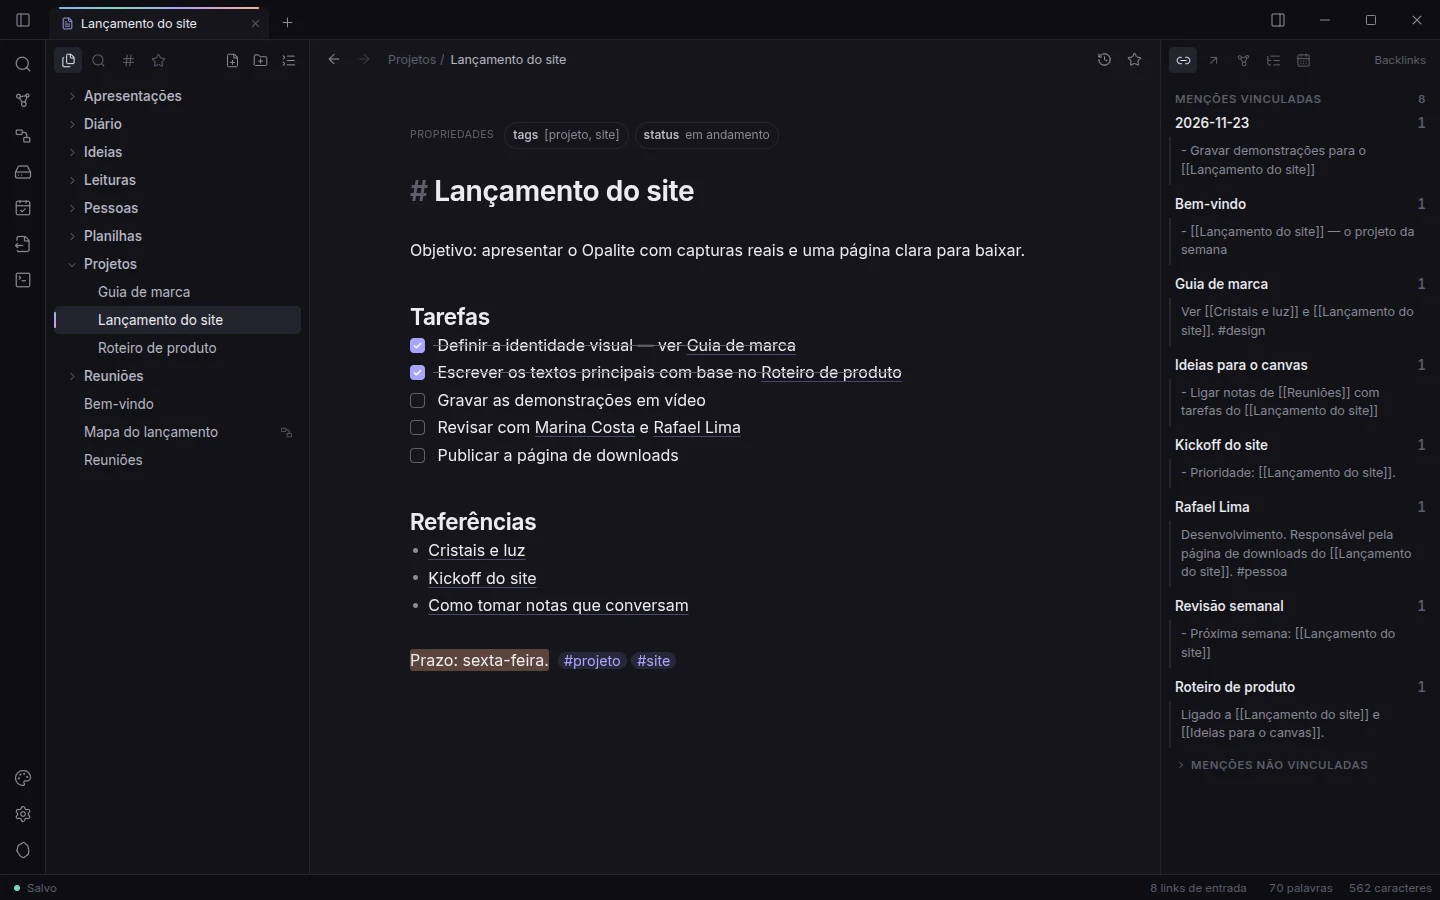 Lançamento do site
Apresentações
Diário
Ideias
Leituras
Pessoas
Planilhas
Projetos
Guia de marca
Lançamento do site
Roteiro de produto
Reuniões
Bem-vindo
Mapa do lançamento
Reuniões
Projetos / Lançamento do site
PROPRIEDADES tags [projeto, site] status em andamento
# Lançamento do site
Objetivo: apresentar o Opalite com capturas reais e uma página clara para baixar.
Tarefas
Definir a identidade visual — ver Guia de marca
Escrever os textos principais com base no Roteiro de produto
Gravar as demonstrações em vídeo
Revisar com Marina Costa e Rafael Lima
Publicar a página de downloads
Referências
• Cristais e luz
• Kickoff do site
• Como tomar notas que conversam
Prazo: sexta-feira. #projeto #site
Backlinks
MENÇÕES VINCULADAS 8
2026-11-23 1
- Gravar demonstrações para o
[[Lançamento do site]]
Bem-vindo 1
- [[Lançamento do site]] — o projeto da
semana
Guia de marca 1
Ver [[Cristais e luz]] e [[Lançamento do
site]]. #design
Ideias para o canvas 1
- Ligar notas de [[Reuniões]] com
tarefas do [[Lançamento do site]]
Kickoff do site 1
- Prioridade: [[Lançamento do site]].
Rafael Lima 1
Desenvolvimento. Responsável pela
página de downloads do [[Lançamento
do site]]. #pessoa
Revisão semanal 1
- Próxima semana: [[Lançamento do
site]]
Roteiro de produto 1
Ligado a [[Lançamento do site]] e
[[Ideias para o canvas]].
MENÇÕES NÃO VINCULADAS
Salvo
8 links de entrada 70 palavras 562 caracteres